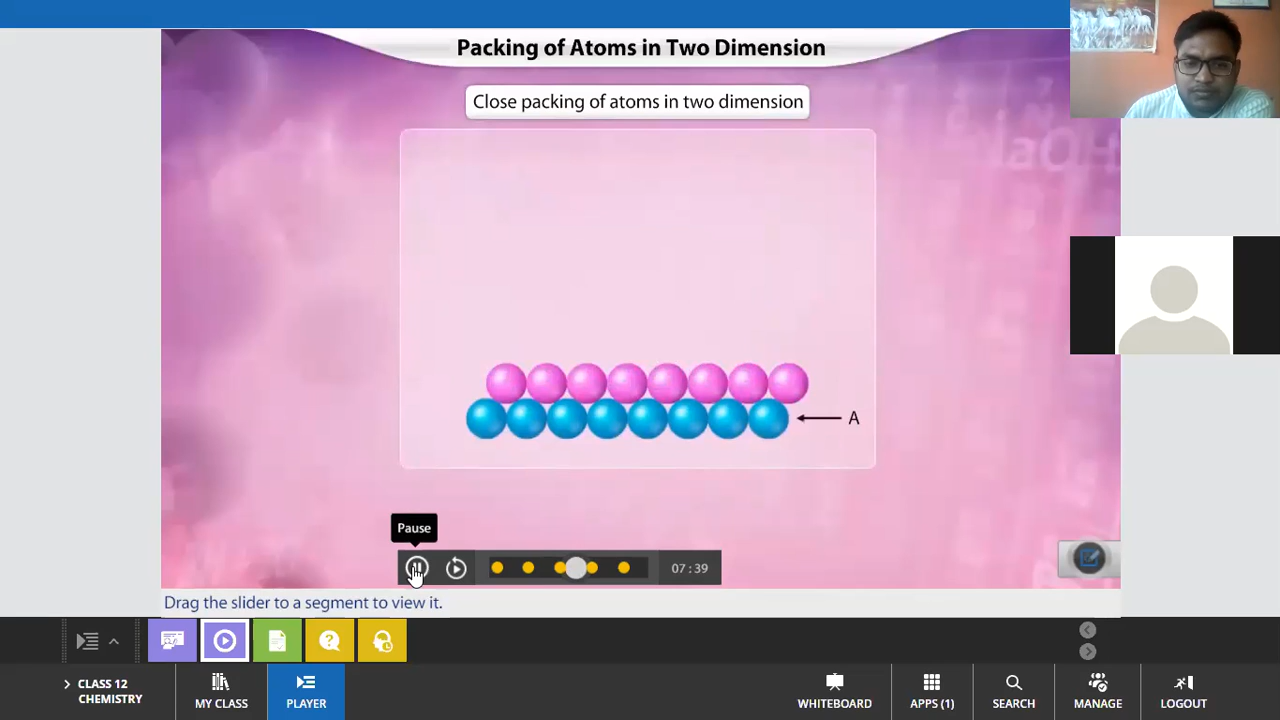 Packing of Atoms in Two Dimension
Close packing of atoms in two dimension
A
Pause
07 : 39
Drag the slider to a segment to view it.
CLASS 12
CHEMISTRY
MY CLASS
PLAYER
WHITEBOARD
APPS (1)
SEARCH
MANAGE
LOGOUT